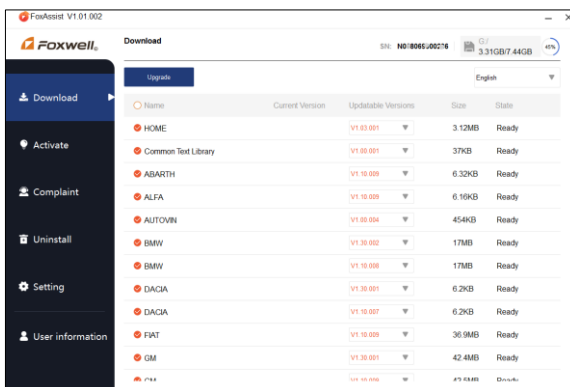 FoxAssist V1.01.002
FOXWELL
Download
SN:
G:/
3.31GB/7.44GB
45%
Upgrade
English
Download
Activate
Complaint
Uninstall
Setting
User information
Name Current Version Updatable Versions Size State
HOME V1.03.001 3.12MB Ready
Common Text Library V1.00.001 37KB Ready
ABARTH V1.10.009 6.32KB Ready
ALFA V1.10.009 6.16KB Ready
AUTOVIN V1.00.004 454KB Ready
BMW V1.30.002 17MB Ready
BMW V1.10.008 17MB Ready
DACIA V1.30.001 6.2KB Ready
DACIA V1.10.007 6.2KB Ready
FIAT V1.10.009 36.9MB Ready
GM V1.30.001 42.4MB Ready
GM Ready